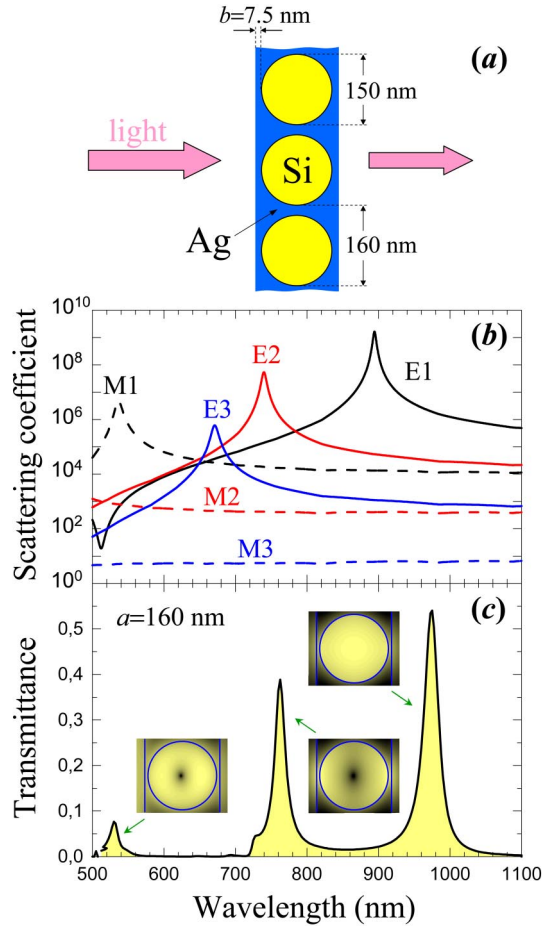 b=7.5 nm
(a)
150 nm
light
Si
Ag
160 nm
10^10
10^8
10^6
10^4
10^2
10^0
Scattering coefficient
(b)
M1
E3
E2
E1
M2
M3
(c)
a=160 nm
Transmittance
0,5
0,4
0,3
0,2
0,1
0,0
500 600 700 800 900 1000 1100
Wavelength (nm)